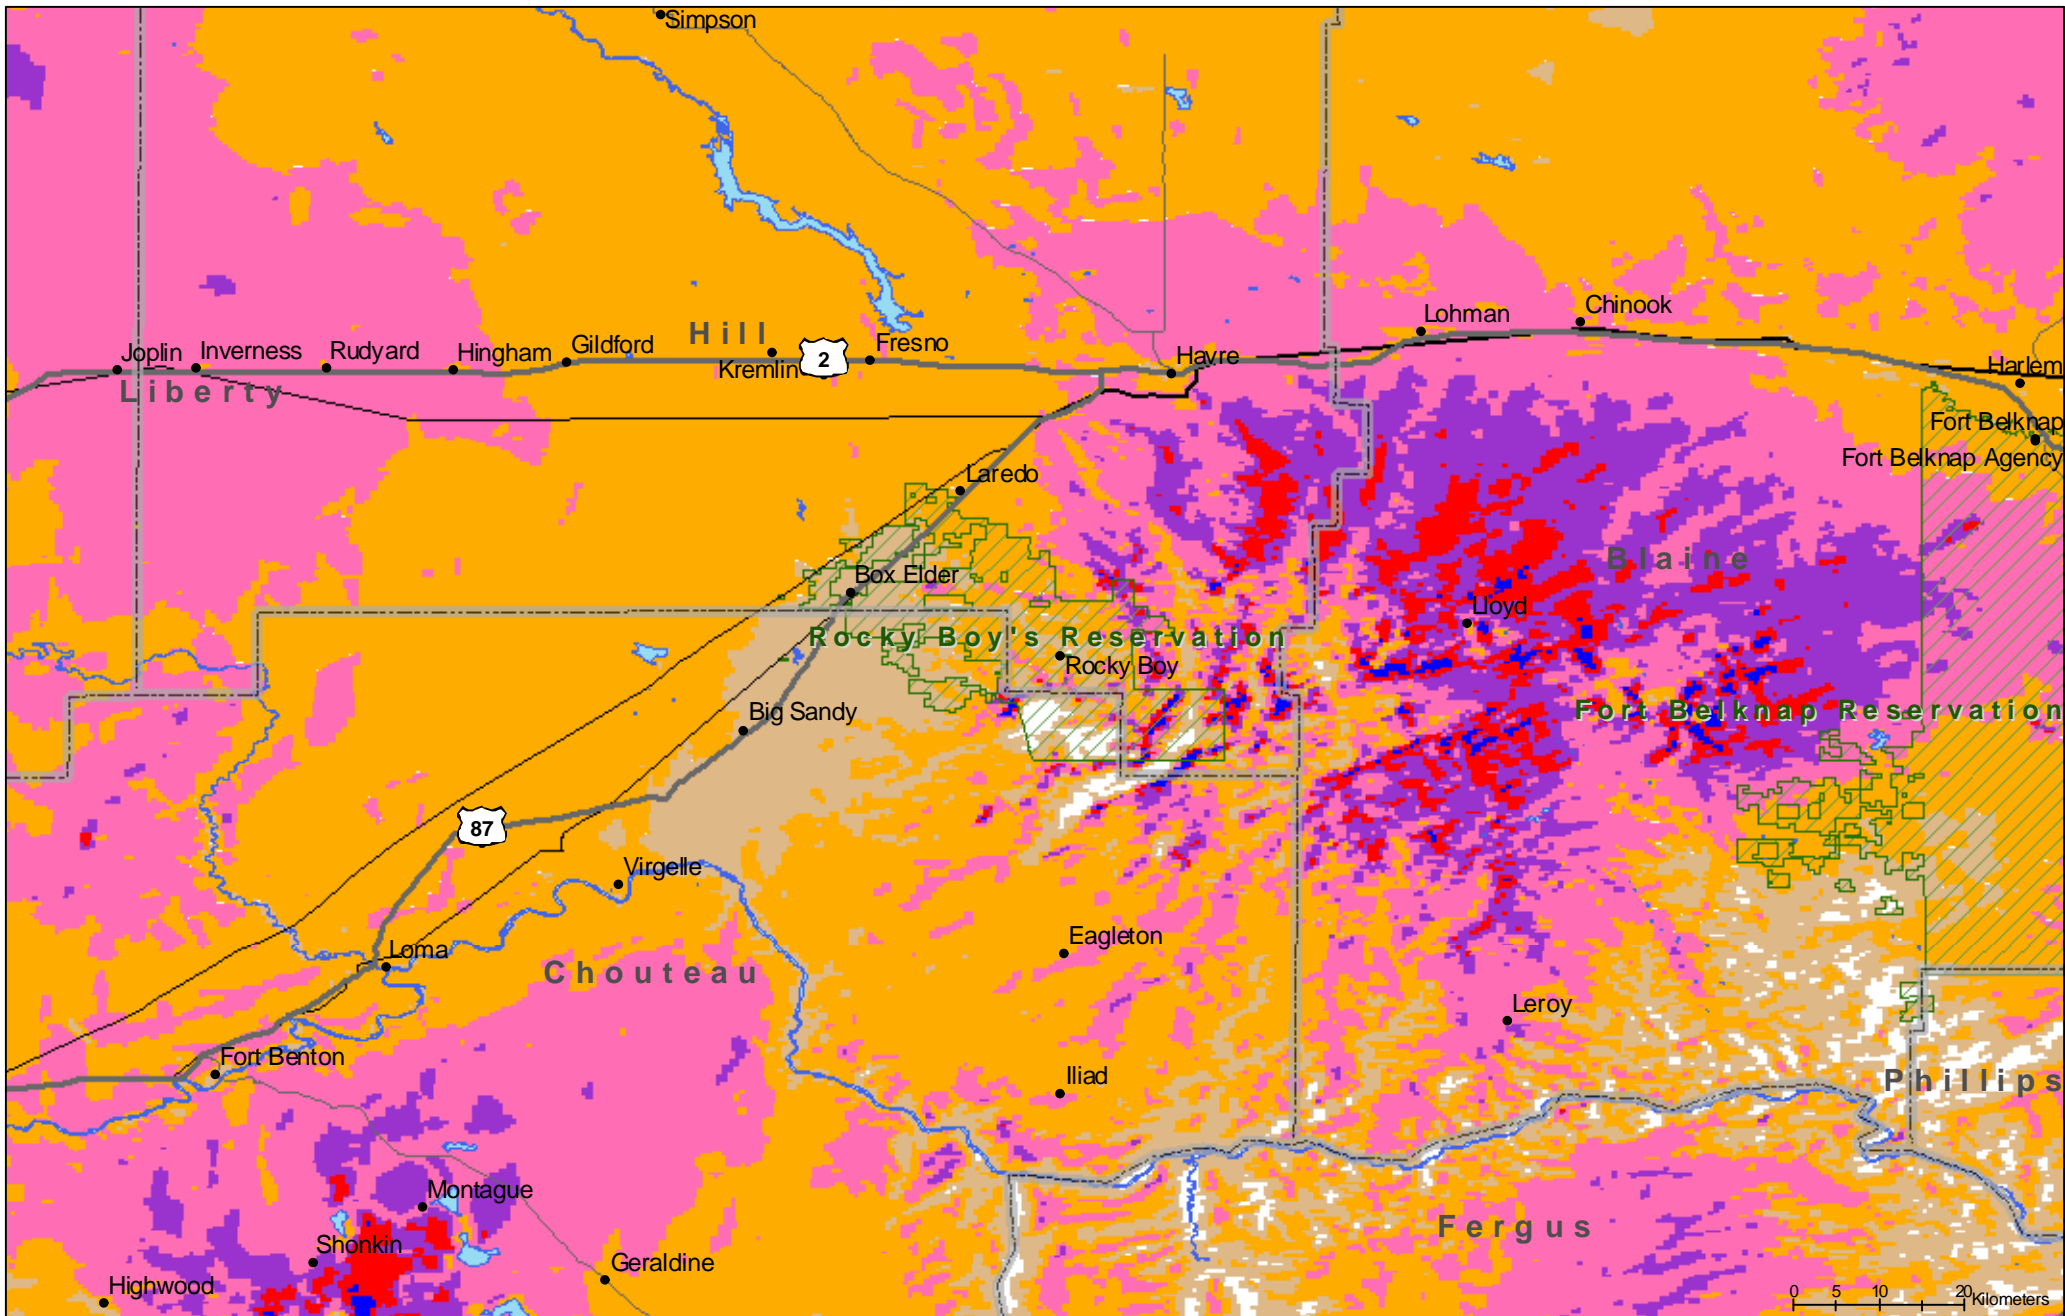 Simpson
Chinook
Lohman
Hill
Fresno
Gildford
Rudyard
Inverness
Joplin
Hingham
Havre
2
Kremlin
Harlem
Liberty
Fort Belknap
Fort Belknap Agency
Laredo
Blaine
Box Elder
Lloyd
Rocky Boy's Reservation
Rocky Boy
Big Sandy
Fort Belknap Reservation
87
Virgelle
Eagleton
Loma
Chouteau
Leroy
Fort Benton
Iliad
Phillips
Montague
Fergus
Shonkin
Geraldine
Highwood
0 5 10 20
Kilometers